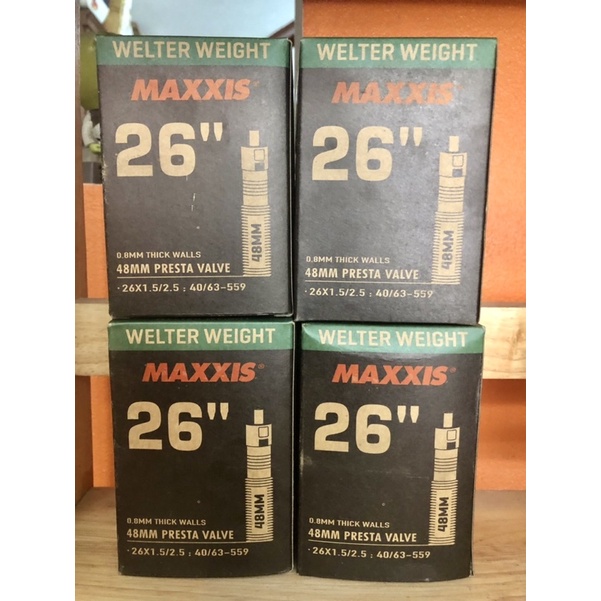 WELTER WEIGHT
MAXXIS®
26"
48MM
0.8MM THICK WALLS
48MM PRESTA VALVE
·26X1.5/2.5 : 40/63-559
WELTER WEIGHT
MAXXIS®
26"
48MM
0.8MM THICK WALLS
48MM PRESTA VALVE
·26X1.5/2.5 : 40/63-559
WELTER WEIGHT
MAXXIS®
26"
48MM
0.8MM THICK WALLS
48MM PRESTA VALVE
·26X1.5/2.5 : 40/63-559
WELTER WEIGHT
MAXXIS®
26"
48MM
0.8MM THICK WALLS
48MM PRESTA VALVE
·26X1.5/2.5 : 40/63-559